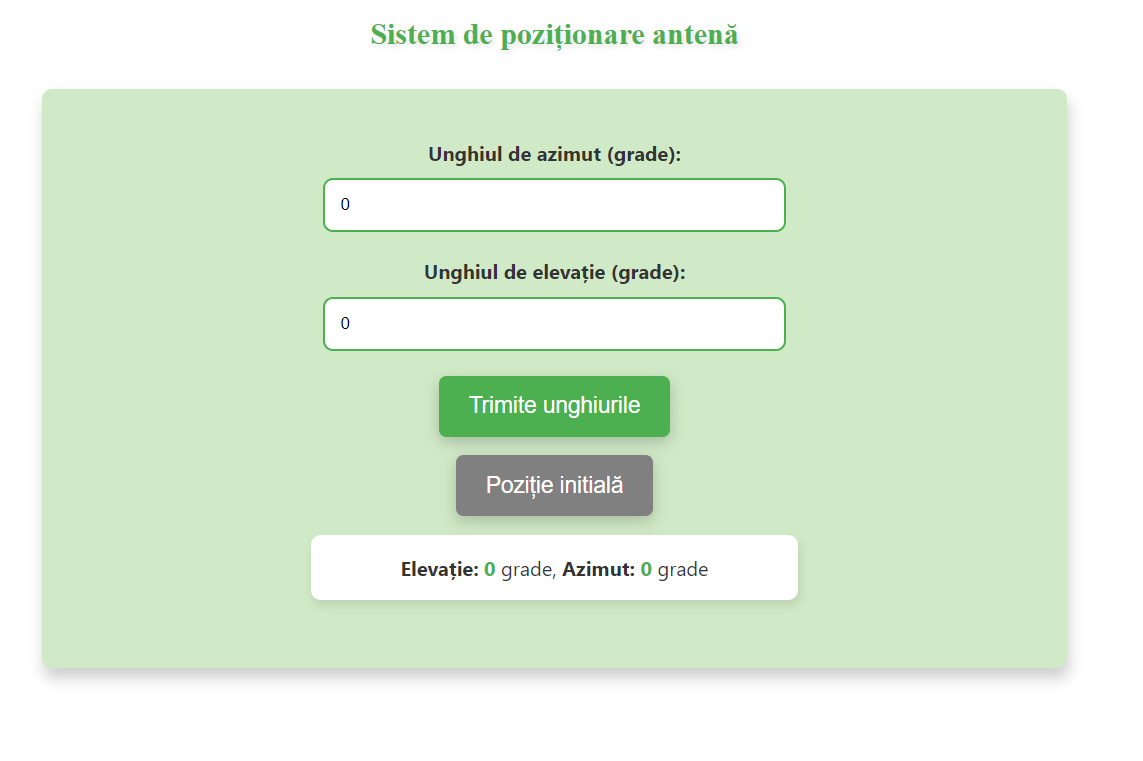 Sistem de poziționare antenă
Unghiul de azimut (grade):
0
Unghiul de elevație (grade):
0
Trimite unghiurile
Poziție initială
Elevație: 0 grade, Azimut: 0 grade